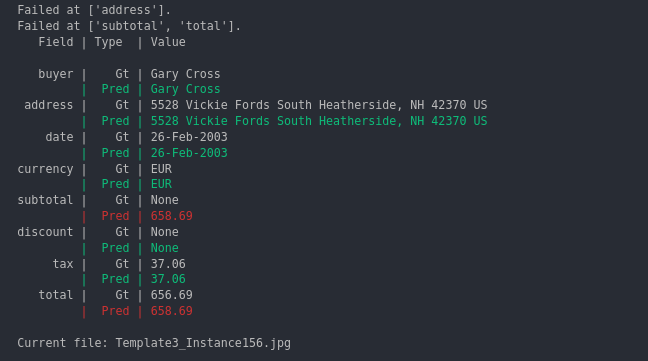 Failed at ['address'].
Failed at ['subtotal', 'total'].
Field | Type | Value
buyer | Gt | Gary Cross
| Pred | Gary Cross
address | Gt | 5528 Vickie Fords South Heatherside, NH 42370 US
| Pred | 5528 Vickie Fords South Heatherside, NH 42370 US
date | Gt | 26-Feb-2003
| Pred | 26-Feb-2003
currency | Gt | EUR
| Pred | EUR
subtotal | Gt | None
| Pred | 658.69
discount | Gt | None
| Pred | None
tax | Gt | 37.06
| Pred | 37.06
total | Gt | 656.69
| Pred | 658.69
Current file: Template3_Instance156.jpg